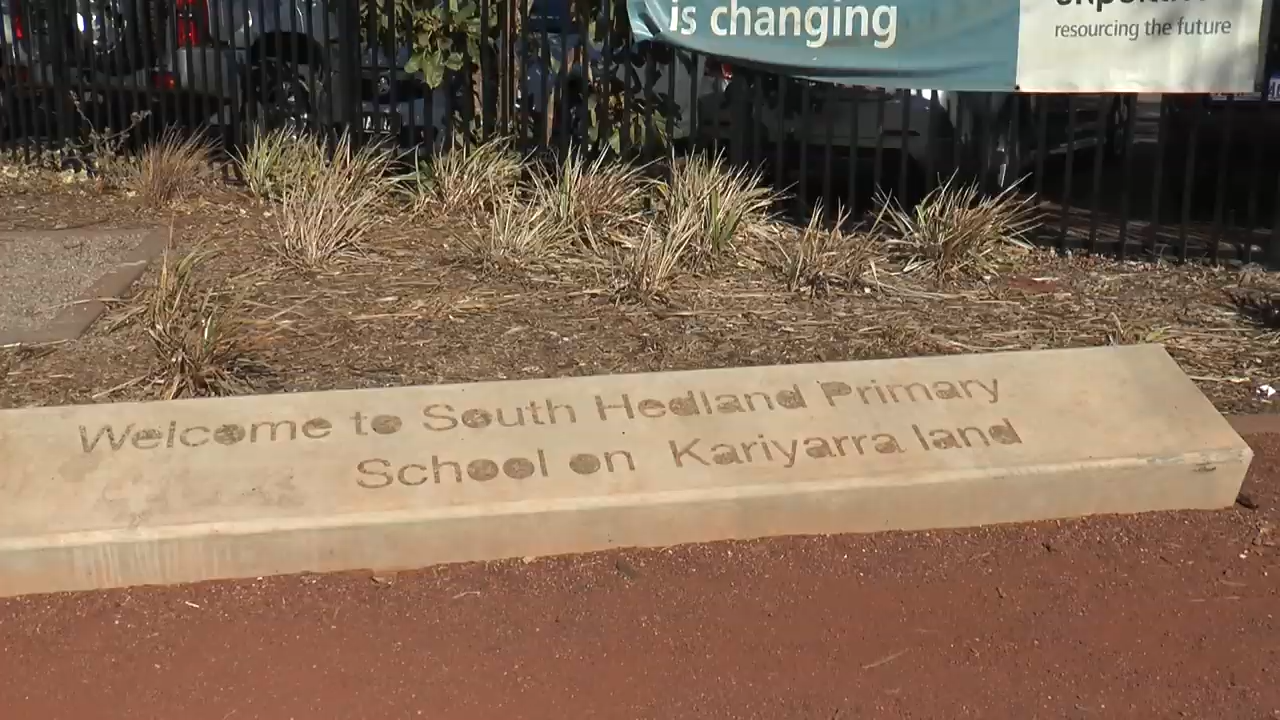 is changing
resourcing the future
Welcome to South Hedland Primary
School on Kariyarra land